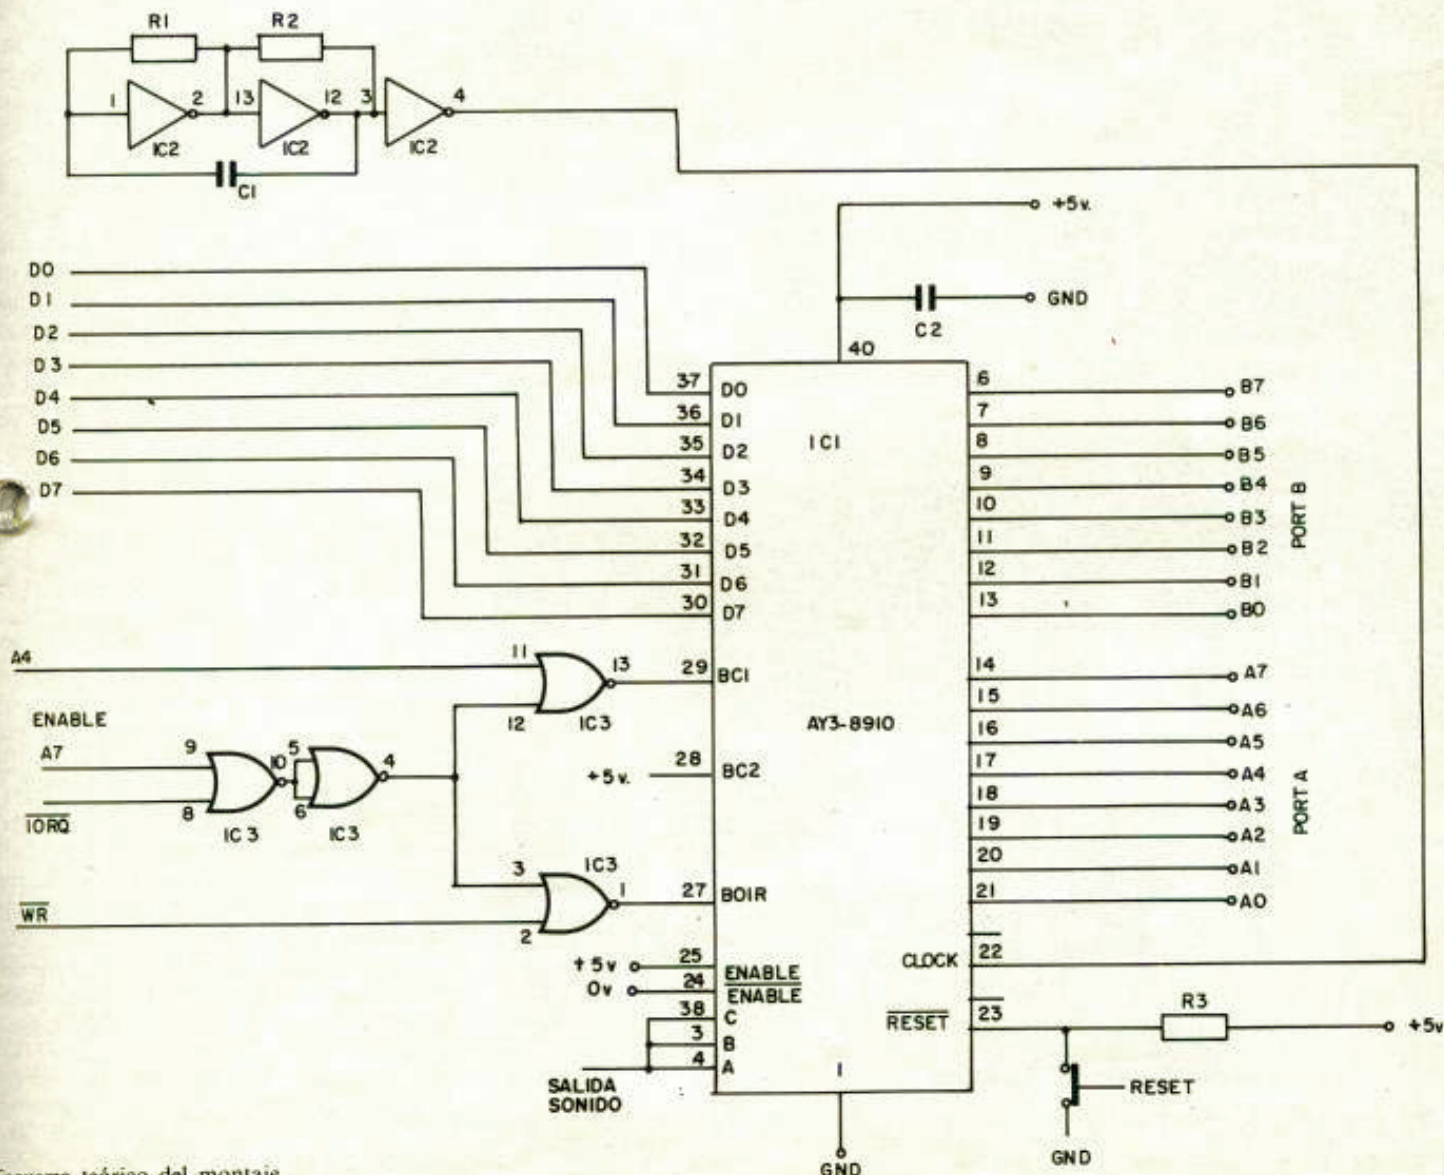 R1
R2
1
2
13
12
3
4
IC2
IC2
IC2
C1
+5v.
GND
C2
40
D0
D1
D2
D3
D4
D5
D6
D7
37
36
35
34
33
32
31
30
D0
D1
D2
D3
D4
D5
D6
D7
IC1
AY3-8910
6
7
8
9
10
11
12
13
B7
B6
B5
B4
B3
B2
B1
B0
PORT B
14
15
16
17
18
19
20
21
A7
A6
A5
A4
A3
A2
A1
A0
PORT A
A4
11
12
13
IC3
29
BC1
ENABLE
A7
IORQ
9
8
10
IC3
5
6
4
IC3
+5v.
28
BC2
3
2
IC3
1
27
BO1R
WR
+5v
25
ENABLE
0v
24
ENABLE
38
C
3
B
4
A
SALIDA
SONIDO
CLOCK
22
RESET
23
R3
+5v
RESET
GND
1
GND
teórico del montaje